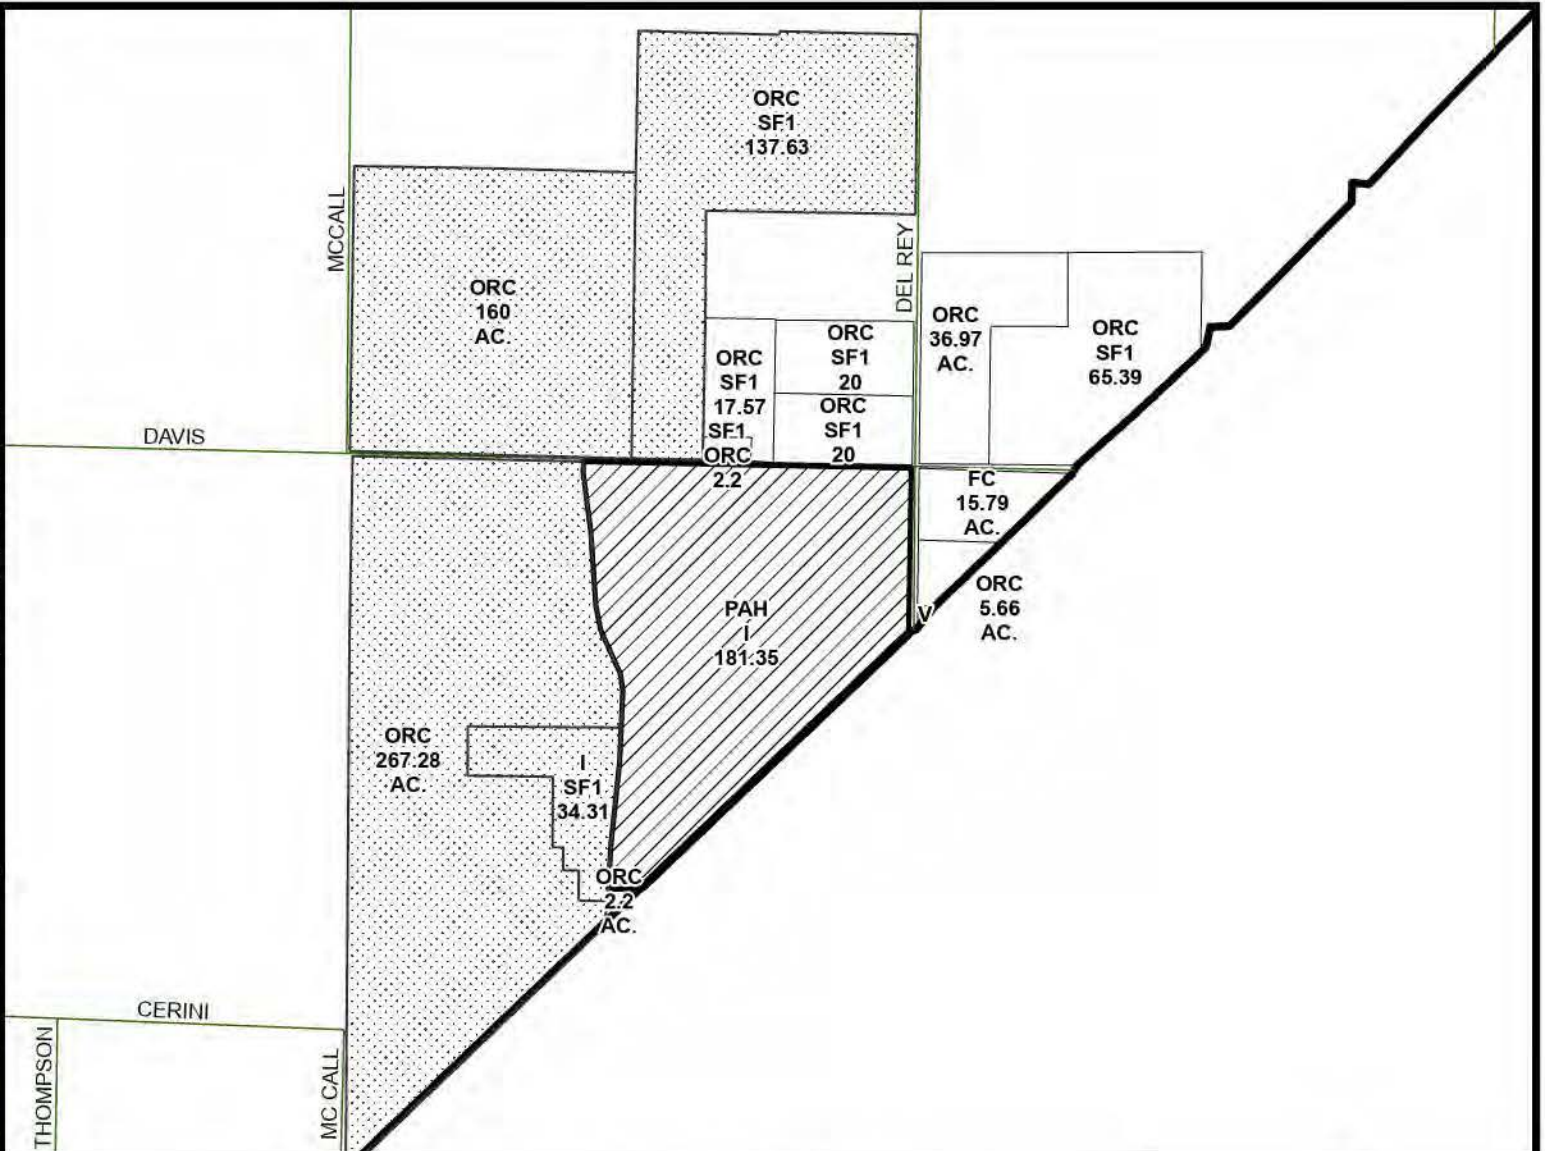 ORC
SF1
137.63
MCCALL
DEL REY
ORC
160
AC.
ORC
36.97
AC.
ORC
SF1
65.39
ORC
SF1
20
ORC
SF1
17.57
ORC
SF1
20
SF1
ORC
2.2
DAVIS
FC
15.79
AC.
ORC
5.66
AC.
V
PAH
I
181.35
ORC
267.28
AC.
I
SF1
34.31
ORC
2.2
AC.
CERINI
THOMPSON
MC CALL